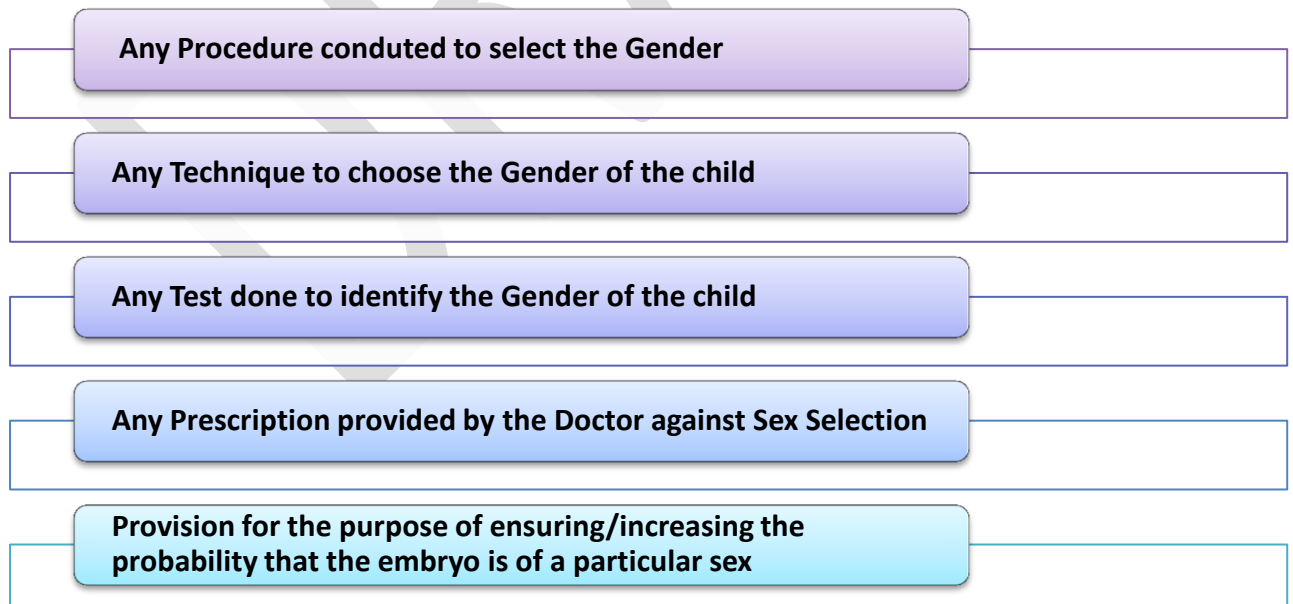 Any Procedure conduted to select the Gender
Any Technique to choose the Gender of the child
Any Test done to identify the Gender of the child
Any Prescription provided by the Doctor against Sex Selection
Provision for the purpose of ensuring/increasing the
probability that the embryo is of a particular sex